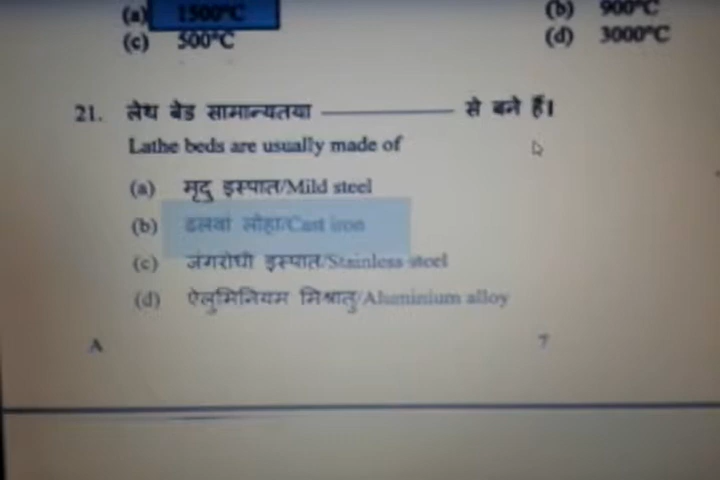 (a) 1500°C (b) 900°C
(c) 500°C (d) 3000°C
21. लेथ बेड सामान्यतया ________ से बने हैं।
Lathe beds are usually made of
(a) मृदु इस्पात/Mild steel
(b) ढलवां लोहा/Cast iron
(c) जंगरोधी इस्पात/Stainless steel
(d) ऐलुमिनियम मिश्रातु/Aluminium alloy
A 7